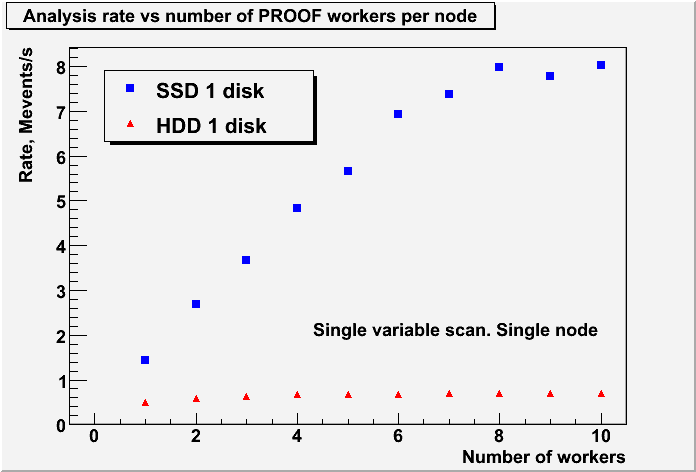 Analysis rate vs number of PROOF workers per node
Rate, Mevents/s
SSD 1 disk
HDD 1 disk
8
7
6
5
4
3
2
1
0
Single variable scan. Single node
0 2 4 6 8 10
Number of workers